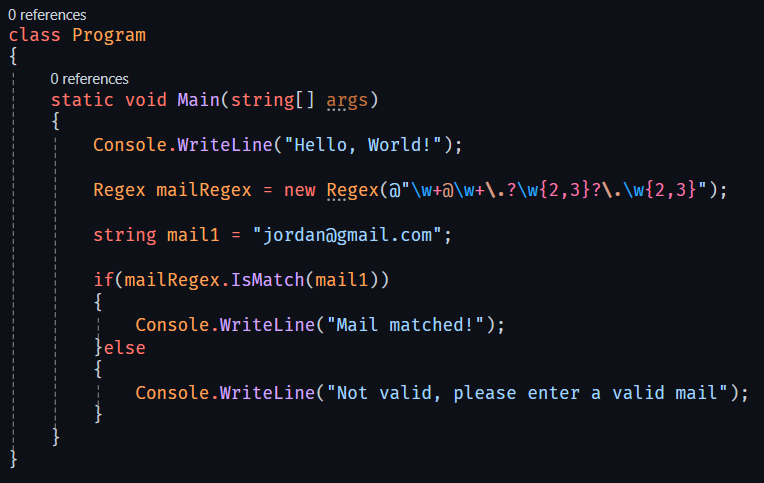 0 references
class Program
{
0 references
static void Main(string[] args)
{
Console.WriteLine("Hello, World!");
Regex mailRegex = new Regex(@"\w+@\w+\.?\w{2,3}?\.\w{2,3}");
string mail1 = "jordan@gmail.com";
if(mailRegex.IsMatch(mail1))
{
Console.WriteLine("Mail matched!");
}else
{
Console.WriteLine("Not valid, please enter a valid mail");
}
}
}